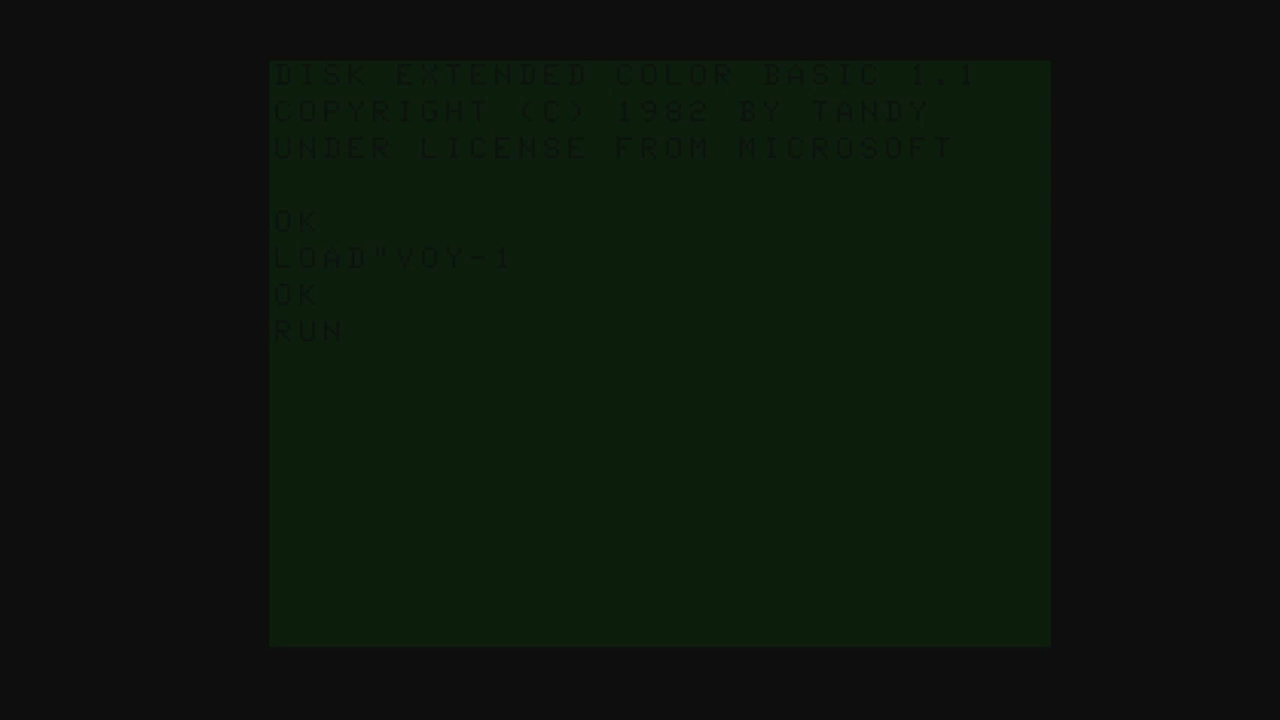 DISK EXTENDED COLOR BASIC 1.1
COPYRIGHT (C) 1982 BY TANDY
UNDER LICENSE FROM MICROSOFT
OK
LOAD"VOY-1
OK
RUN